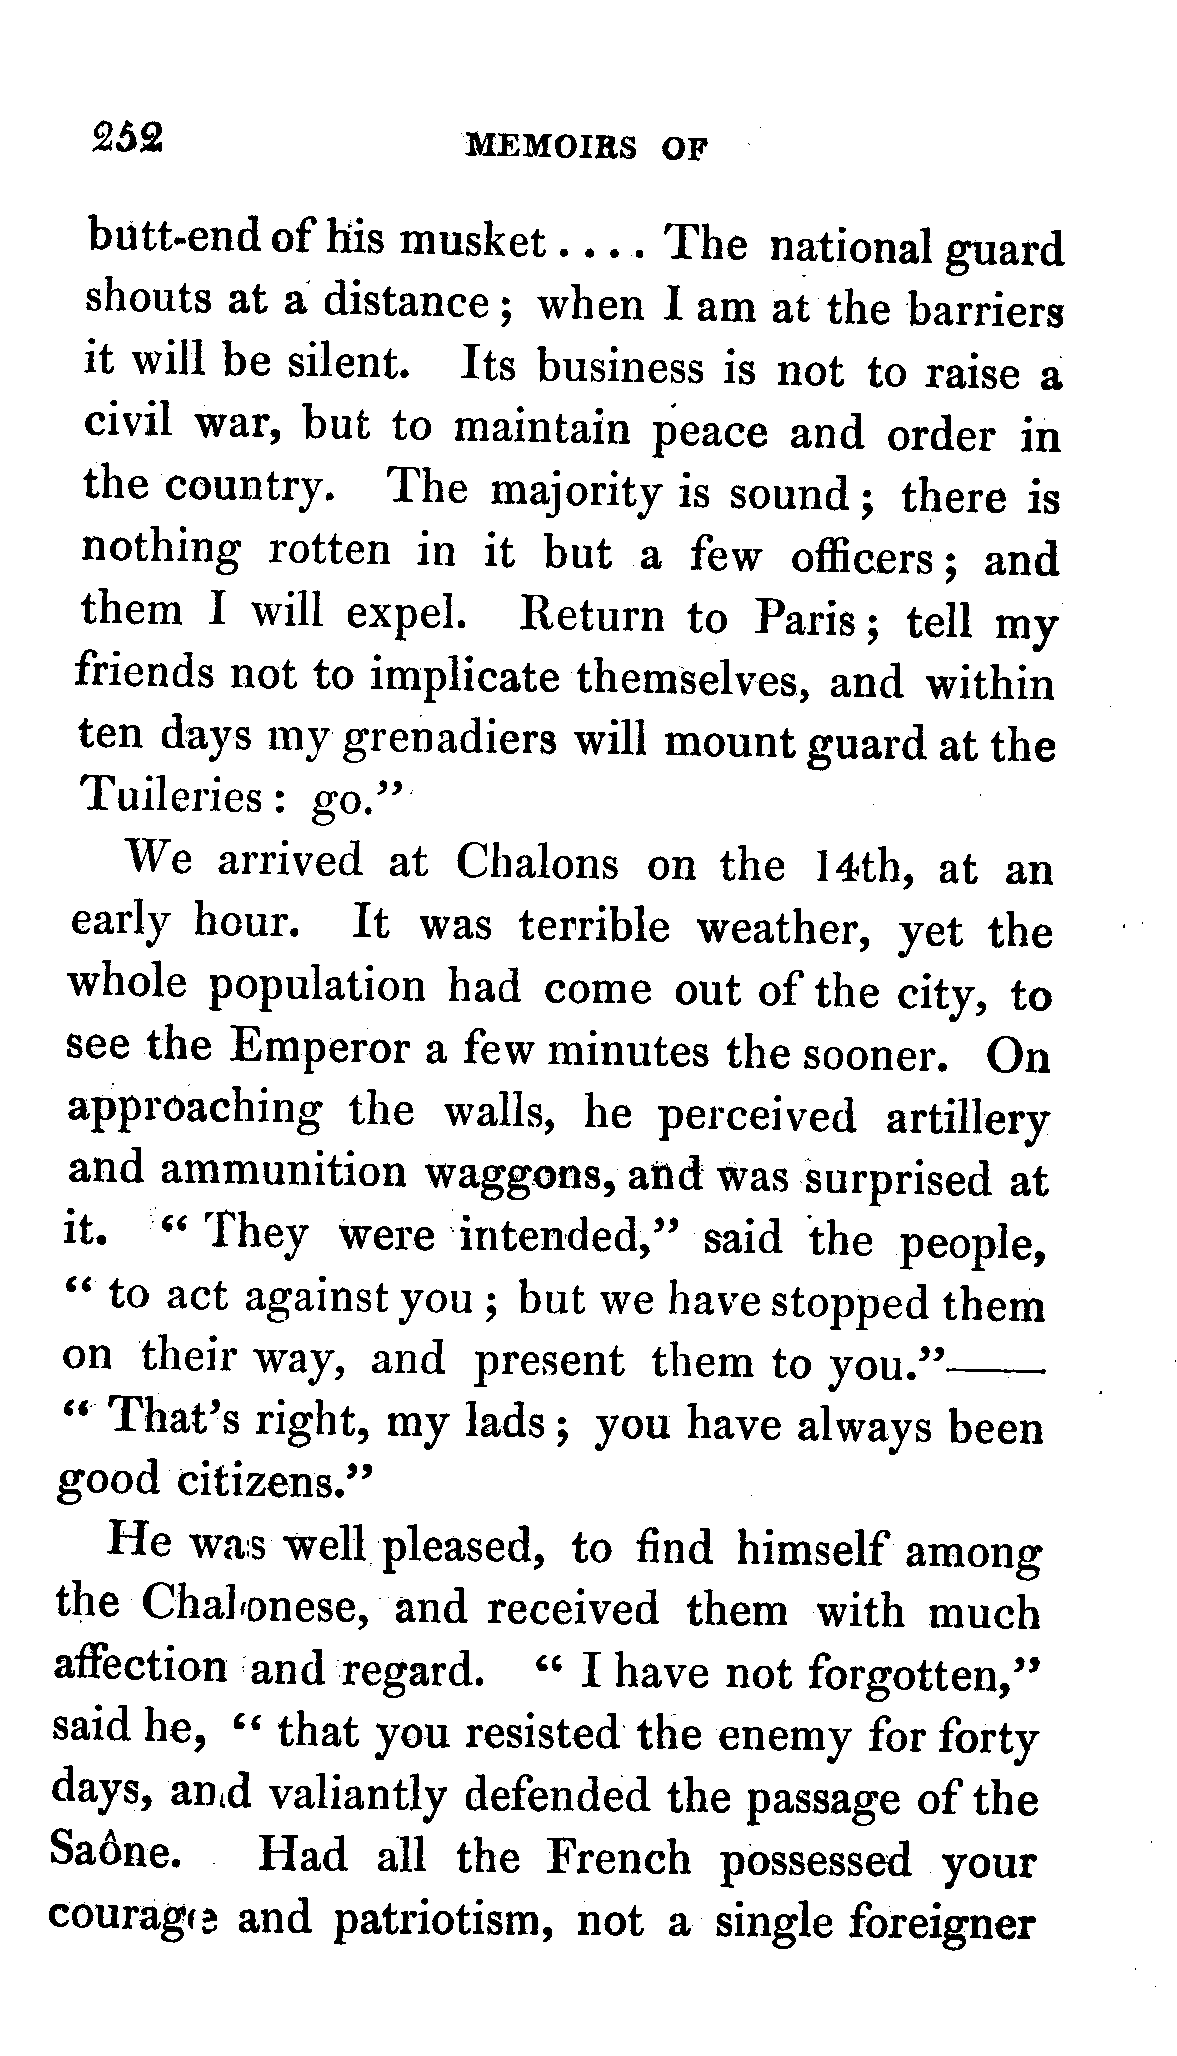 252 MEMOIRS OF
butt-end of his musket . . . . The national guard
shouts at a distance ; when I am at the barriers
it will be silent. Its business is not to raise a
civil war, but to maintain peace and order in
the country. The majority is sound ; there is
nothing rotten in it but a few officers ; and
them I will expel. Return to Paris ; tell my
friends not to implicate themselves, and within
ten days my grenadiers will mount guard at the
Tuileries : go.”
We arrived at Chalons on the 14th, at an
early hour. It was terrible weather, yet the
whole population had come out of the city, to
see the Emperor a few minutes the sooner. On
approaching the walls, he perceived artillery
and ammunition waggons, and was surprised at
it. “ They were intended,” said the people,
“ to act against you ; but we have stopped them
on their way, and present them to you.”——
“ That’s right, my lads ; you have always been
good citizens.”
He was well pleased, to find himself among
the Chalonese, and received them with much
affection and regard. “ I have not forgotten,”
said he, “ that you resisted the enemy for forty
days, and valiantly defended the passage of the
Saône. Had all the French possessed your
courage and patriotism, not a single foreigner